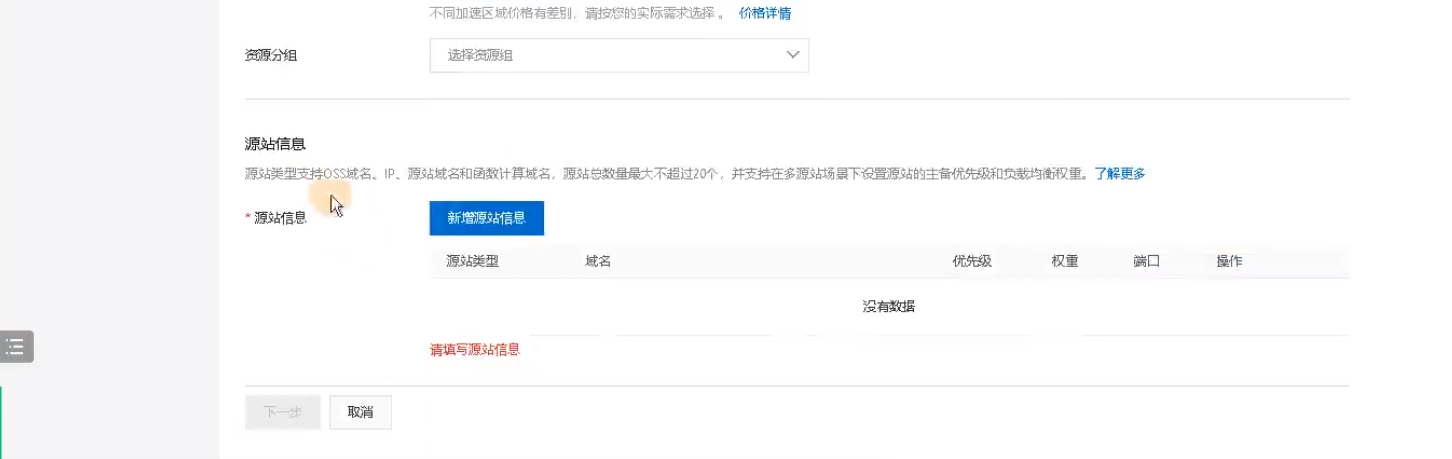 不同加速区域价格有差别，请按您的实际需求选择 。 价格详情
资源分组 选择资源组
源站信息
源站类型支持OSS域名、IP、源站域名和函数计算域名，源站总数量最大不超过20个，并支持在多源站场景下设置源站的主备优先级和负载均衡权重。了解更多
* 源站信息 新增源站信息
源站类型 域名 优先级 权重 端口 操作
没有数据
请填写源站信息
下一步 取消